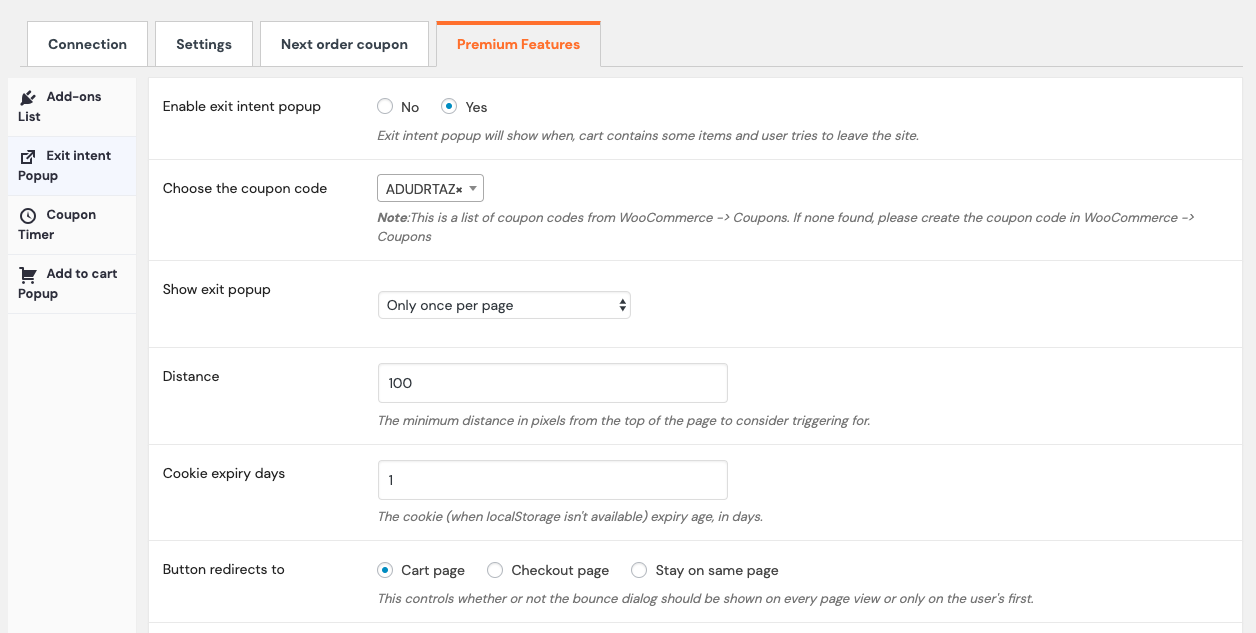 Connection
Settings
Next order coupon
Premium Features
Add-ons
List
Exit intent
Popup
Coupon
Timer
Add to cart
Popup
Enable exit intent popup
No
Yes
Exit intent popup will show when, cart contains some items and user tries to leave the site.
Choose the coupon code
ADUDRTAZ×
Note:This is a list of coupon codes from WooCommerce -> Coupons. If none found, please create the coupon code in WooCommerce ->
Coupons
Show exit popup
Only once per page
Distance
100
The minimum distance in pixels from the top of the page to consider triggering for.
Cookie expiry days
1
The cookie (when localStorage isn't available) expiry age, in days.
Button redirects to
Cart page
Checkout page
Stay on same page
This controls whether or not the bounce dialog should be shown on every page view or only on the user's first.